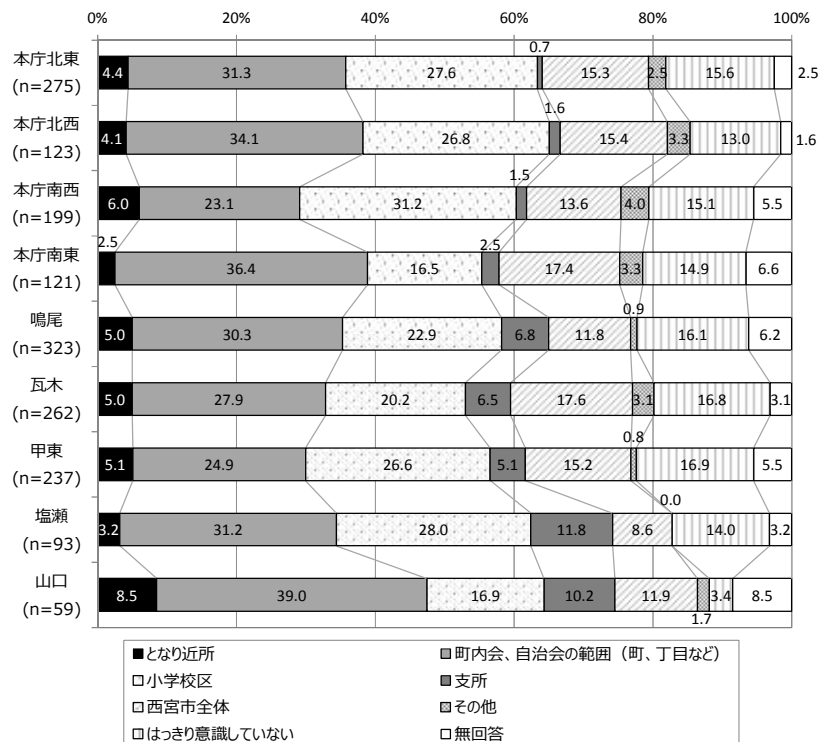 0% 20% 40% 60% 80% 100%
本庁北東
(n=275)
4.4 31.3 27.6 0.7 15.3 2.5 15.6 2.5
本庁北西
(n=123)
4.1 34.1 26.8 1.6 15.4 3.3 13.0 1.6
本庁南西
(n=199)
6.0 23.1 31.2 1.5 13.6 4.0 15.1 5.5
本庁南東
(n=121)
2.5 36.4 16.5 2.5 17.4 3.3 14.9 6.6
鳴尾
(n=323)
5.0 30.3 22.9 6.8 11.8 0.9 16.1 6.2
瓦木
(n=262)
5.0 27.9 20.2 6.5 17.6 3.1 16.8 3.1
甲東
(n=237)
5.1 24.9 26.6 5.1 15.2 0.8 16.9 5.5
塩瀬
(n=93)
3.2 31.2 28.0 11.8 8.6 0.0 14.0 3.2
山口
(n=59)
8.5 39.0 16.9 10.2 11.9 1.7 3.4 8.5
となり近所 町内会、自治会の範囲（町、丁目など）
小学校区 支所
西宮市全体 その他
はっきり意識していない 無回答